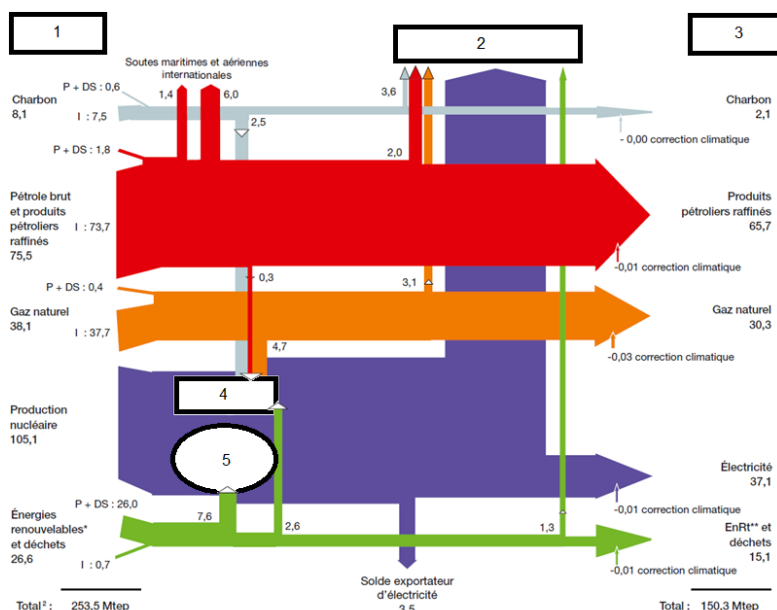 1
2
3
Soutes maritimes et aériennes
internationales
P + DS : 0,6
1,4
6,0
3,6
Charbon
8,1
I : 7,5
2,5
Charbon
2,1
- 0,00 correction climatique
P + DS : 1,8
2,0
Pétrole brut
et produits
pétroliers
raffinés
75,5
I : 73,7
Produits
pétroliers raffinés
65,7
-0,01 correction climatique
P + DS : 0,4
0,3
3,1
Gaz naturel
38,1
I : 37,7
Gaz naturel
30,3
4,7
-0,03 correction climatique
4
Production
nucléaire
105,1
5
Électricité
37,1
P + DS : 26,0
-0,01 correction climatique
Énergies
renouvelables*
et déchets
26,6
7,6
2,6
1,3
EnRt** et
déchets
15,1
I : 0,7
-0,01 correction climatique
Solde exportateur
d'électricité
3,5
Total² : 253,5 Mtep
Total : 150,3 Mtep